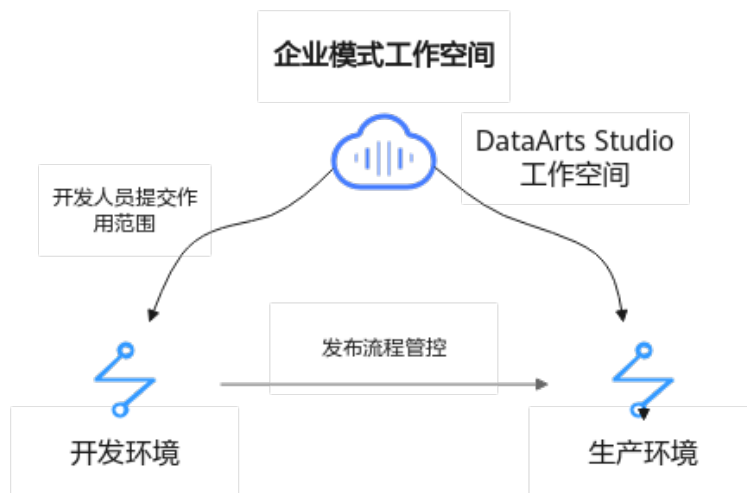 企业模式工作空间
DataArts Studio
工作空间
开发人员提交作
用范围
发布流程管控
开发环境
生产环境